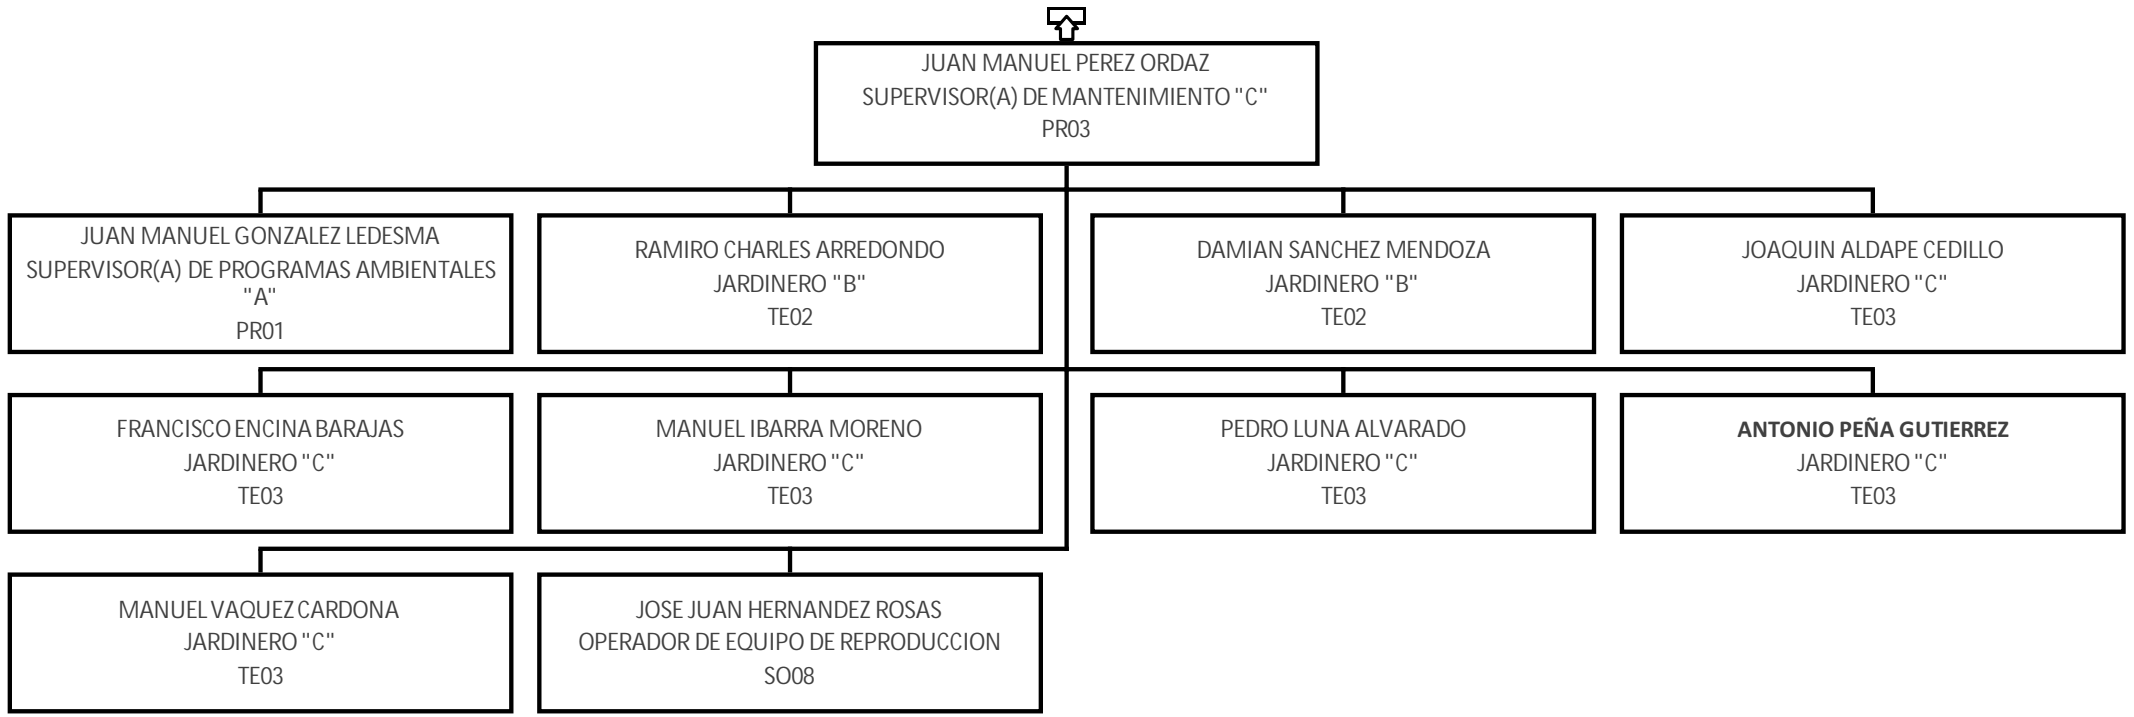 JUAN MANUEL PEREZ ORDAZ
SUPERVISOR(A) DE MANTENIMIENTO "C"
PR03
JUAN MANUEL GONZALEZ LEDESMA
SUPERVISOR(A) DE PROGRAMAS AMBIENTALES
"A"
PR01
RAMIRO CHARLES ARREDONDO
JARDINERO "B"
TE02
DAMIAN SANCHEZ MENDOZA
JARDINERO "B"
TE02
JOAQUIN ALDAPE CEDILLO
JARDINERO "C"
TE03
FRANCISCO ENCINA BARAJAS
JARDINERO "C"
TE03
MANUEL IBARRA MORENO
JARDINERO "C"
TE03
PEDRO LUNA ALVARADO
JARDINERO "C"
TE03
ANTONIO PEÑA GUTIERREZ
JARDINERO "C"
TE03
MANUEL VAQUEZ CARDONA
JARDINERO "C"
TE03
JOSE JUAN HERNANDEZ ROSAS
OPERADOR DE EQUIPO DE REPRODUCCION
SO08